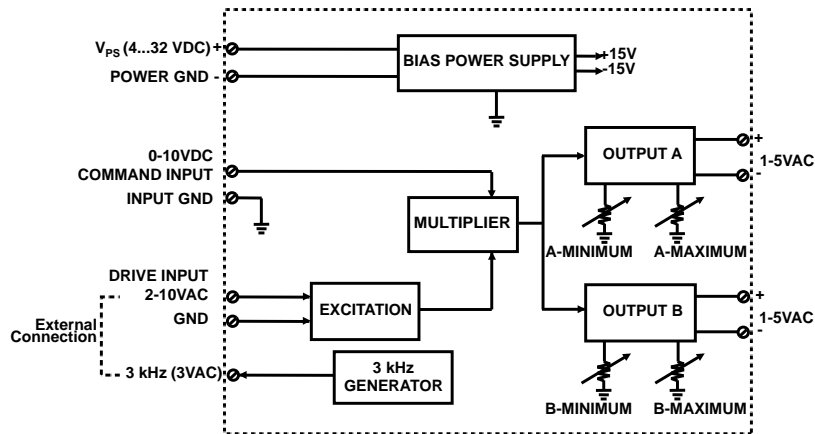 V_PS (4...32 VDC) +
POWER GND -
BIAS POWER SUPPLY
+15V
-15V
0-10VDC
COMMAND INPUT
INPUT GND
MULTIPLIER
OUTPUT A
+
1-5VAC
-
A-MINIMUM
A-MAXIMUM
DRIVE INPUT
2-10VAC
GND
EXCITATION
External
Connection
3 kHz (3VAC)
3 kHz
GENERATOR
OUTPUT B
+
1-5VAC
-
B-MINIMUM
B-MAXIMUM